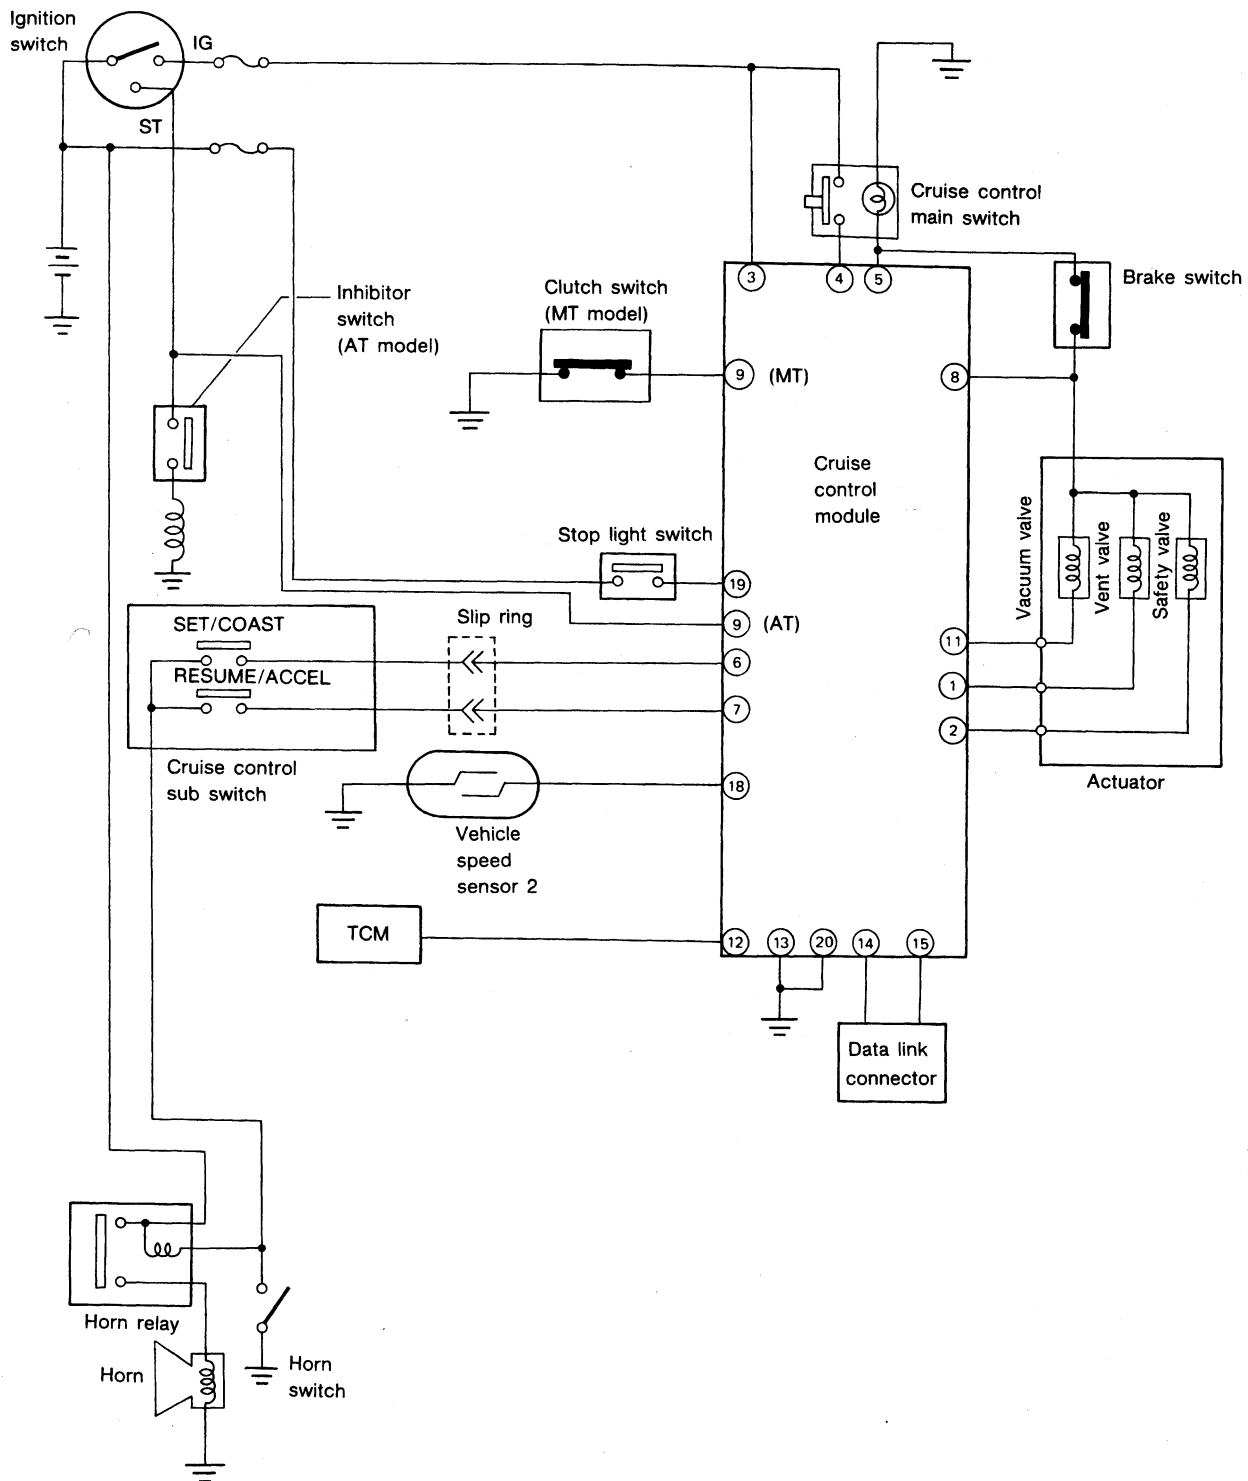 Ignition
switch
IG
ST
Cruise control
main switch
3
4
5
Brake switch
Clutch switch
(MT model)
Inhibitor
switch
(AT model)
9
(MT)
8
Cruise
control
module
Vacuum valve
Vent valve
Safety valve
Stop light switch
19
9
(AT)
SET/COAST
Slip ring
6
RESUME/ACCEL
7
11
1
2
Cruise control
sub switch
Actuator
18
Vehicle
speed
sensor 2
TCM
12
13
20
14
15
Data link
connector
Horn relay
Horn
Horn
switch